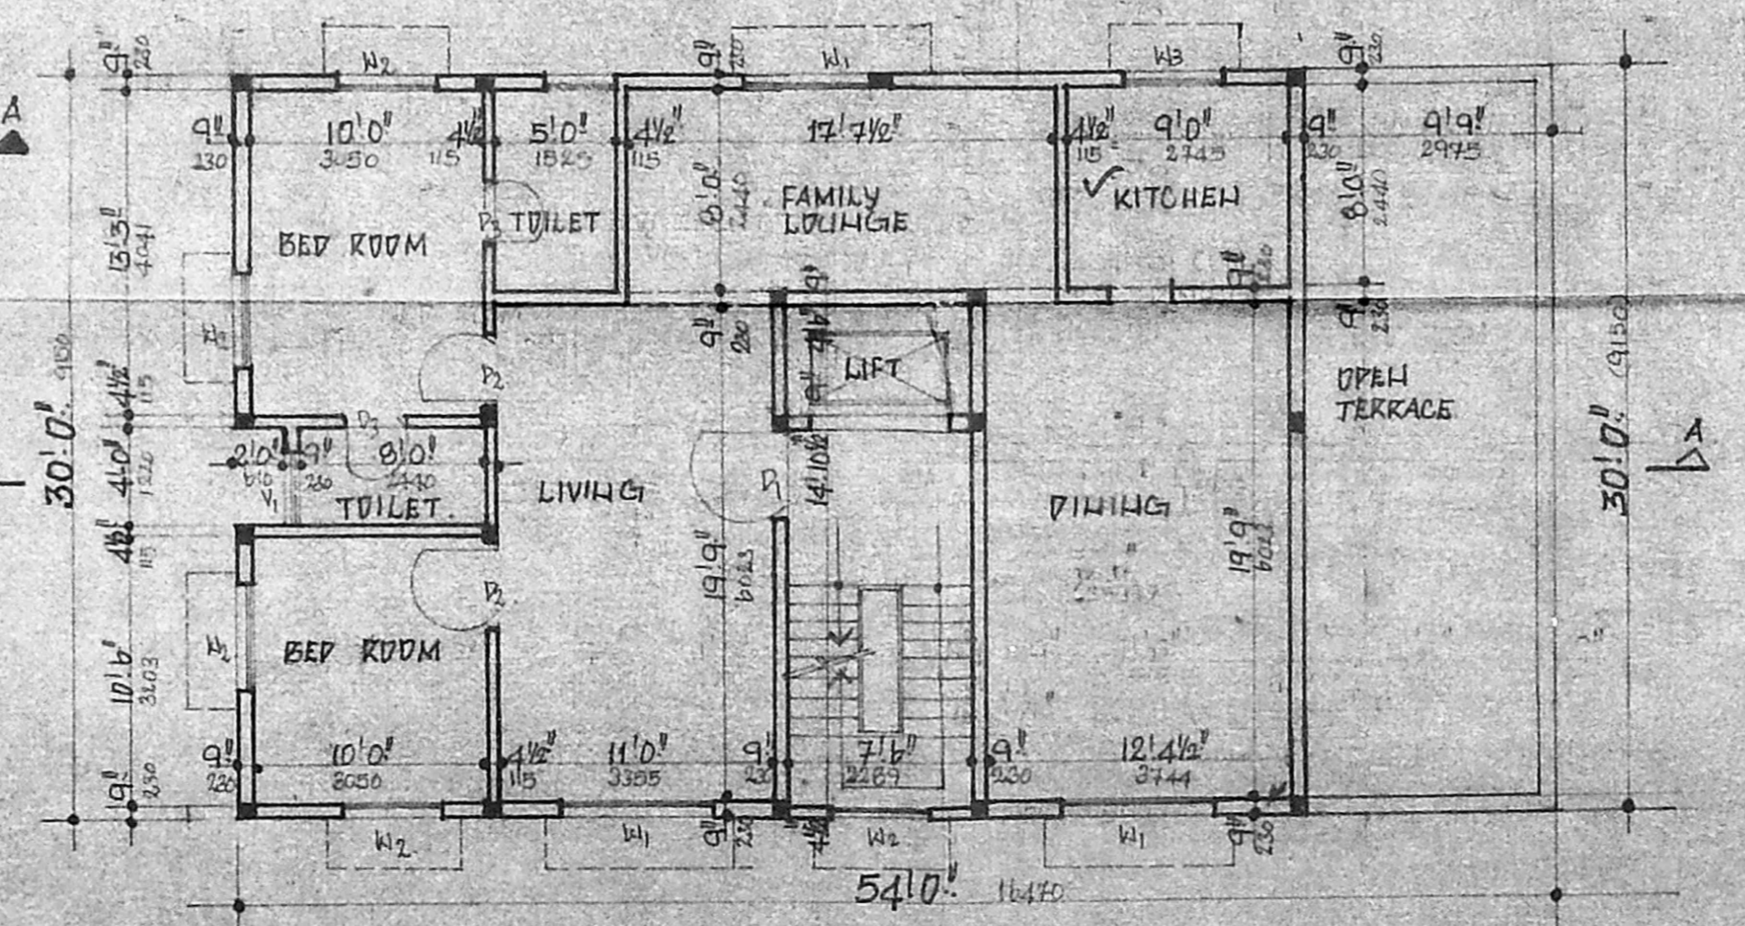 9" 230
W2
9"
W1
W3
9" 230
A
9" 230
10'0" 3050
4½" 115
5'0" 1525
4½" 115
17'7½"
4½" 115
9'0" 2745
9" 230
9'9" 2975
8'0" 2440
8'0" 2440
✓KITCHEN
FAMILY
LOUNGE
D3 TOILET
BED ROOM
13'3" 4041
9"
9" 230
9" 230
9" 230
9150
(9150)
W2
D2
4½" 115
9"
LIFT
OPEN
TERRACE
30'0"
30'0"
A
D3
4'0" 1220
2'0" 610
9" 230
8'0" 2440
V1
TOILET.
LIVING
D1
14'10½"
DINING
19'9" 6023
19'9" 6023
4½" 115
D2
W2
BED ROOM
10'6" 3203
9" 230
10'0" 3050
4½" 115
11'0" 3355
9" 230
7'6" 2289
9" 230
12'4½" 3744
9" 230
W2
W1
9" 230
4½"
W2
W1
9" 230
54'0" 16470